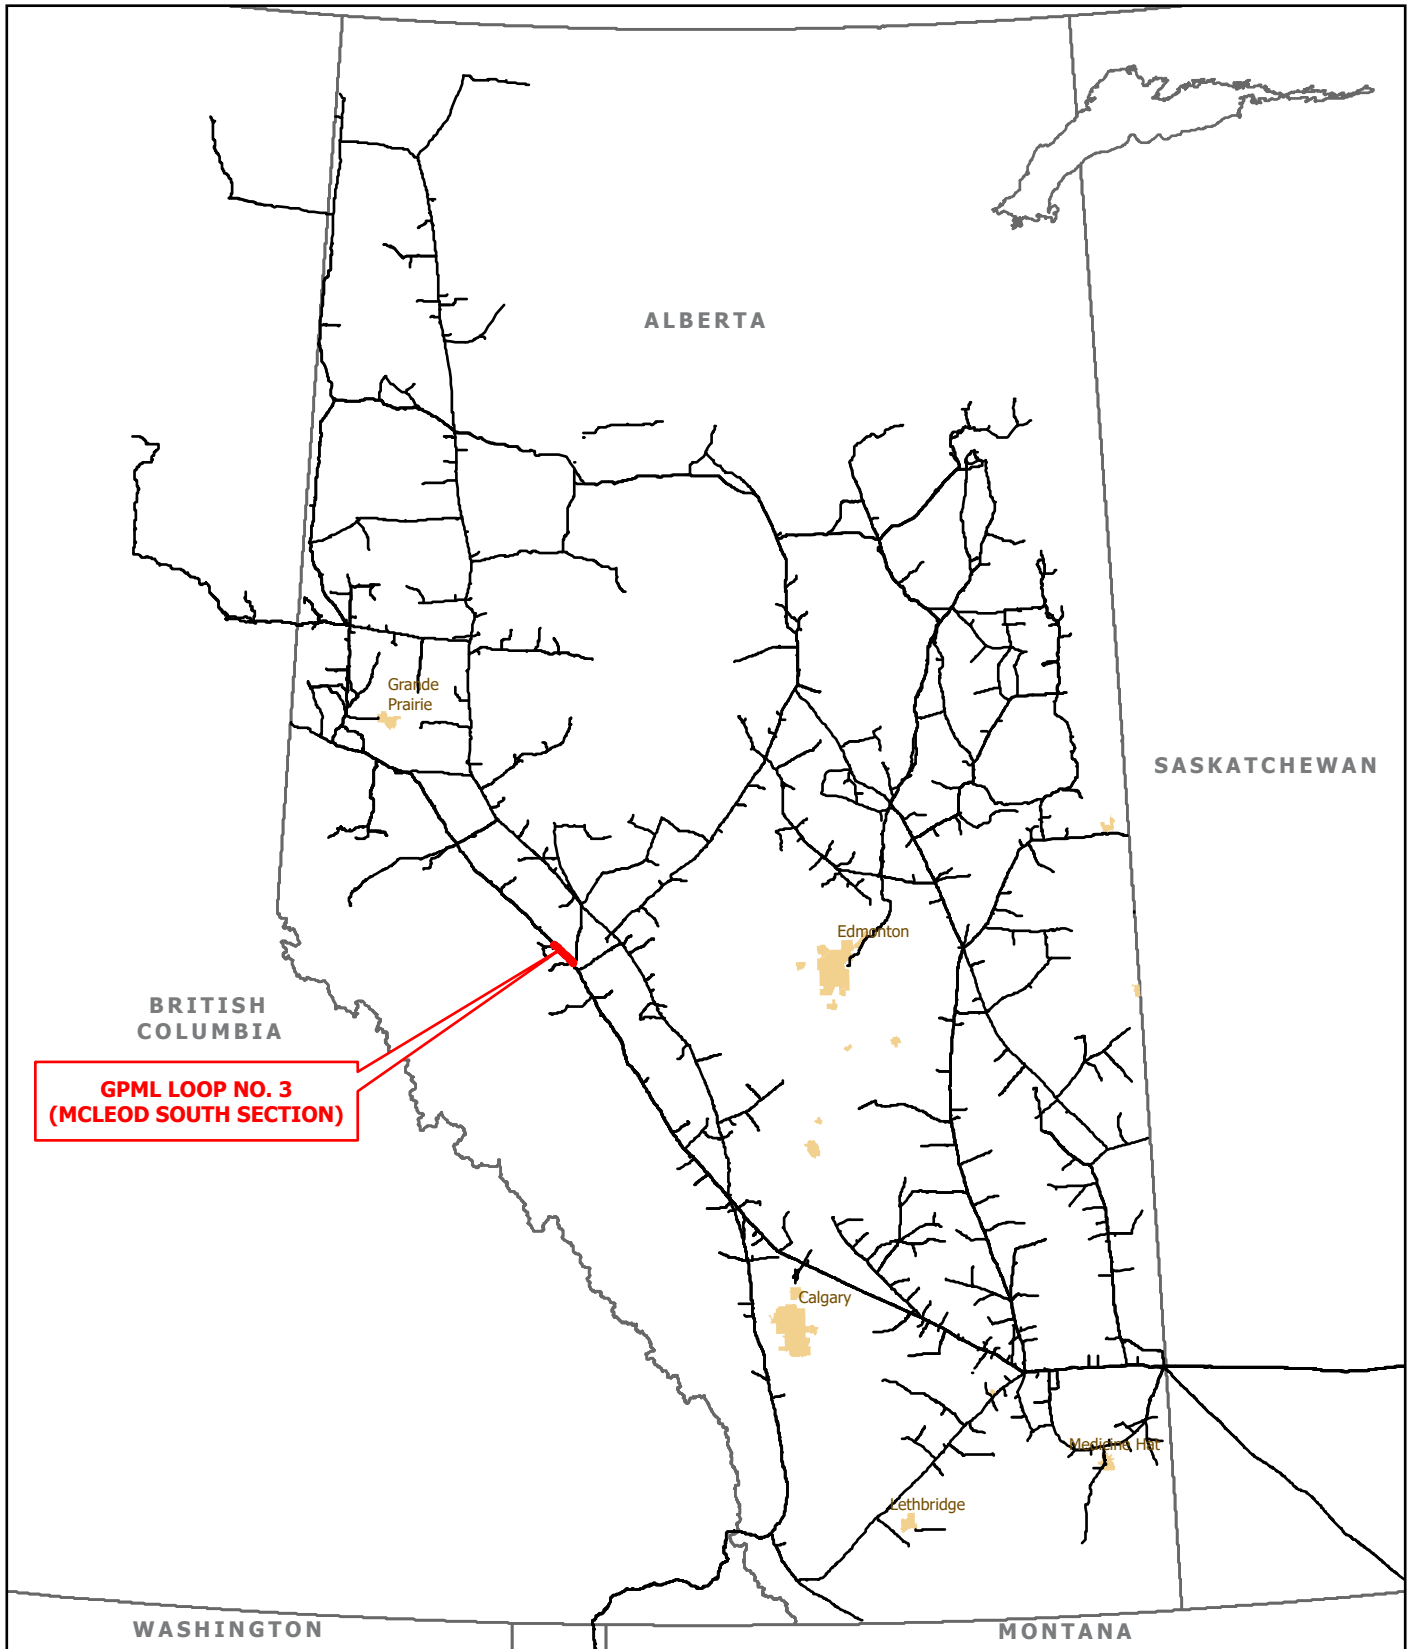 ALBERTA
Grande
Prairie
SASKATCHEWAN
Edmonton
BRITISH
COLUMBIA
GPML LOOP NO. 3
(MCLEOD SOUTH SECTION)
Calgary
Medicine Hat
Lethbridge
WASHINGTON
MONTANA